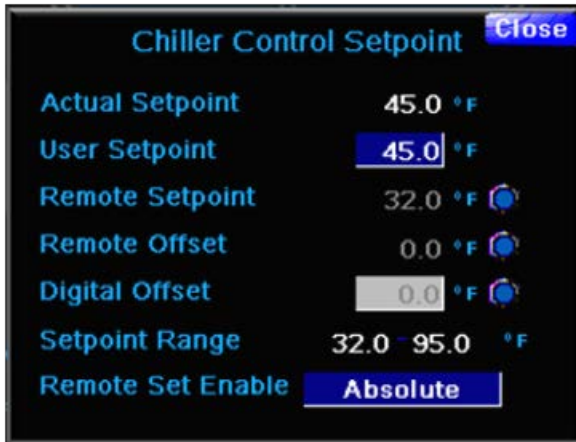 Close
Chiller Control Setpoint
Actual Setpoint 45.0 °F
User Setpoint 45.0 °F
Remote Setpoint 32.0 °F
Remote Offset 0.0 °F
Digital Offset 0.0 °F
Setpoint Range 32.0 - 95.0 °F
Remote Set Enable Absolute